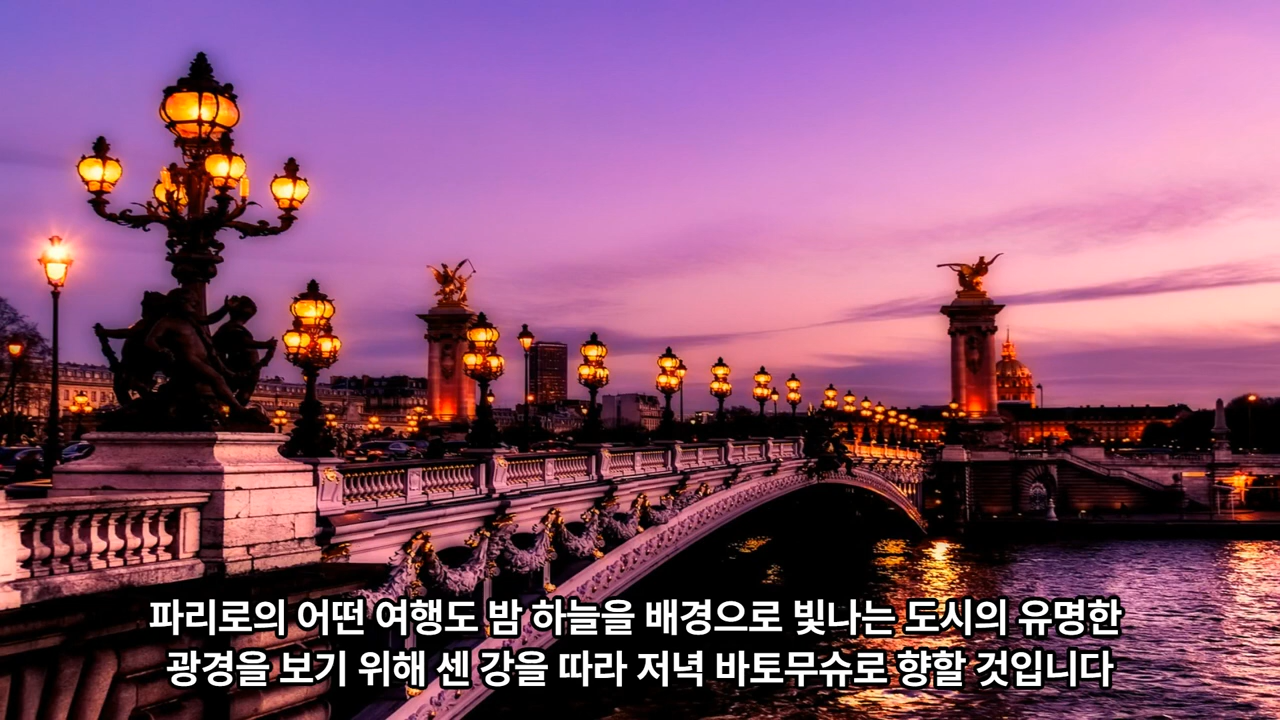 파리로의 어떤 여행도 밤 하늘을 배경으로 빛나는 도시의 유명한
광경을 보기 위해 센 강을 따라 저녁 바토무슈로 향할 것입니다